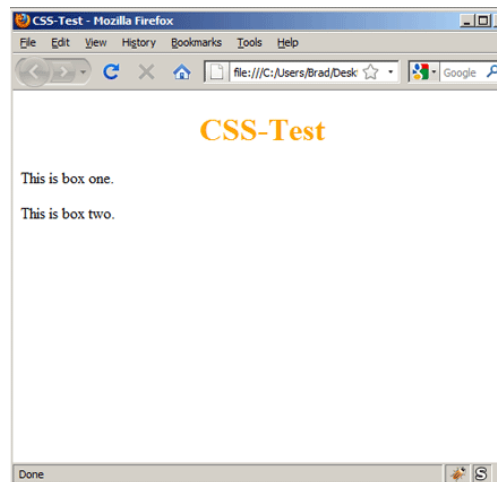 CSS-Test - Mozilla Firefox
File Edit View History Bookmarks Tools Help
file:///C:/Users/Brad/Desk Google
CSS-Test
This is box one.
This is box two.
Done S